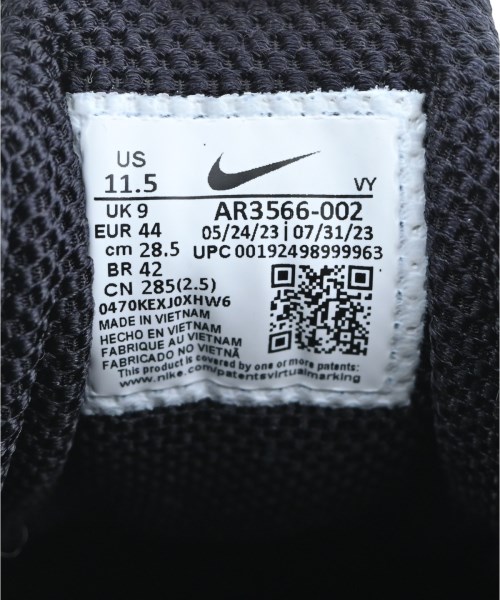 US
11.5
VY
UK 9
AR3566-002
EUR 44
05/24/23 | 07/31/23
cm 28.5
UPC 00192498999963
BR 42
CN 285(2.5)
0470KEXJ0XHW6
MADE IN VIETNAM
HECHO EN VIETNAM
FABRIQUE AU VIETNAM
FABRICADO NO VIETNÃ
This product is covered by one or more patents:
www.nike.com/patentsvirtualmarking